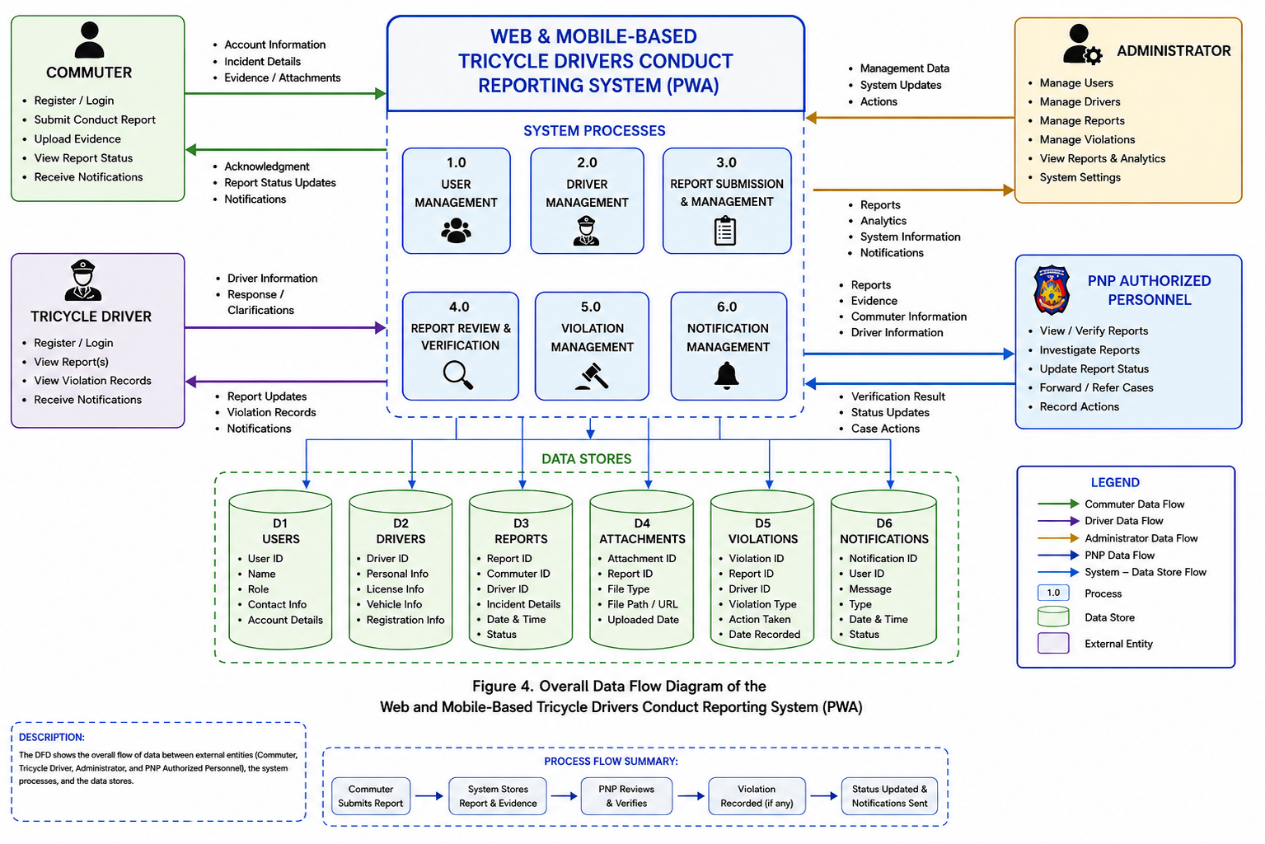 COMMUTER
• Register / Login
• Submit Conduct Report
• Upload Evidence
• View Report Status
• Receive Notifications
• Account Information
• Incident Details
• Evidence / Attachments
• Acknowledgment
• Report Status Updates
• Notifications
WEB & MOBILE-BASED
TRICYCLE DRIVERS CONDUCT
REPORTING SYSTEM (PWA)
SYSTEM PROCESSES
1.0
USER
MANAGEMENT
2.0
DRIVER
MANAGEMENT
3.0
REPORT SUBMISSION
& MANAGEMENT
4.0
REPORT REVIEW &
VERIFICATION
5.0
VIOLATION
MANAGEMENT
6.0
NOTIFICATION
MANAGEMENT
• Management Data
• System Updates
• Actions
• Reports
• Analytics
• System Information
• Notifications
ADMINISTRATOR
• Manage Users
• Manage Drivers
• Manage Reports
• Manage Violations
• View Reports & Analytics
• System Settings
TRICYCLE DRIVER
• Register / Login
• View Report(s)
• View Violation Records
• Receive Notifications
• Driver Information
• Response /
Clarifications
• Report Updates
• Violation Records
• Notifications
• Reports
• Evidence
• Commuter Information
• Driver Information
• Verification Result
• Status Updates
• Case Actions
PNP AUTHORIZED
PERSONNEL
• View / Verify Reports
• Investigate Reports
• Update Report Status
• Forward / Refer Cases
• Record Actions
DATA STORES
D1
USERS
• User ID
• Name
• Role
• Contact Info
• Account Details
D2
DRIVERS
• Driver ID
• Personal Info
• License Info
• Vehicle Info
• Registration Info
D3
REPORTS
• Report ID
• Commuter ID
• Driver ID
• Incident Details
• Date & Time
• Status
D4
ATTACHMENTS
• Attachment ID
• Report ID
• File Type
• File Path / URL
• Uploaded Date
D5
VIOLATIONS
• Violation ID
• Report ID
• Driver ID
• Violation Type
• Action Taken
• Date Recorded
D6
NOTIFICATIONS
• Notification ID
• User ID
• Message
• Type
• Date & Time
• Status
LEGEND
Commuter Data Flow
Driver Data Flow
Administrator Data Flow
PNP Data Flow
System – Data Store Flow
1.0 Process
Data Store
External Entity
Figure 4. Overall Data Flow Diagram of the
Web and Mobile-Based Tricycle Drivers Conduct Reporting System (PWA)
DESCRIPTION:
The DFD shows the overall flow of data between external entities (Commuter,
Tricycle Driver, Administrator, and PNP Authorized Personnel), the system
processes, and the data stores.
PROCESS FLOW SUMMARY:
Commuter
Submits Report
System Stores
Report & Evidence
PNP Reviews
& Verifies
Violation
Recorded (if any)
Status Updated &
Notifications Sent